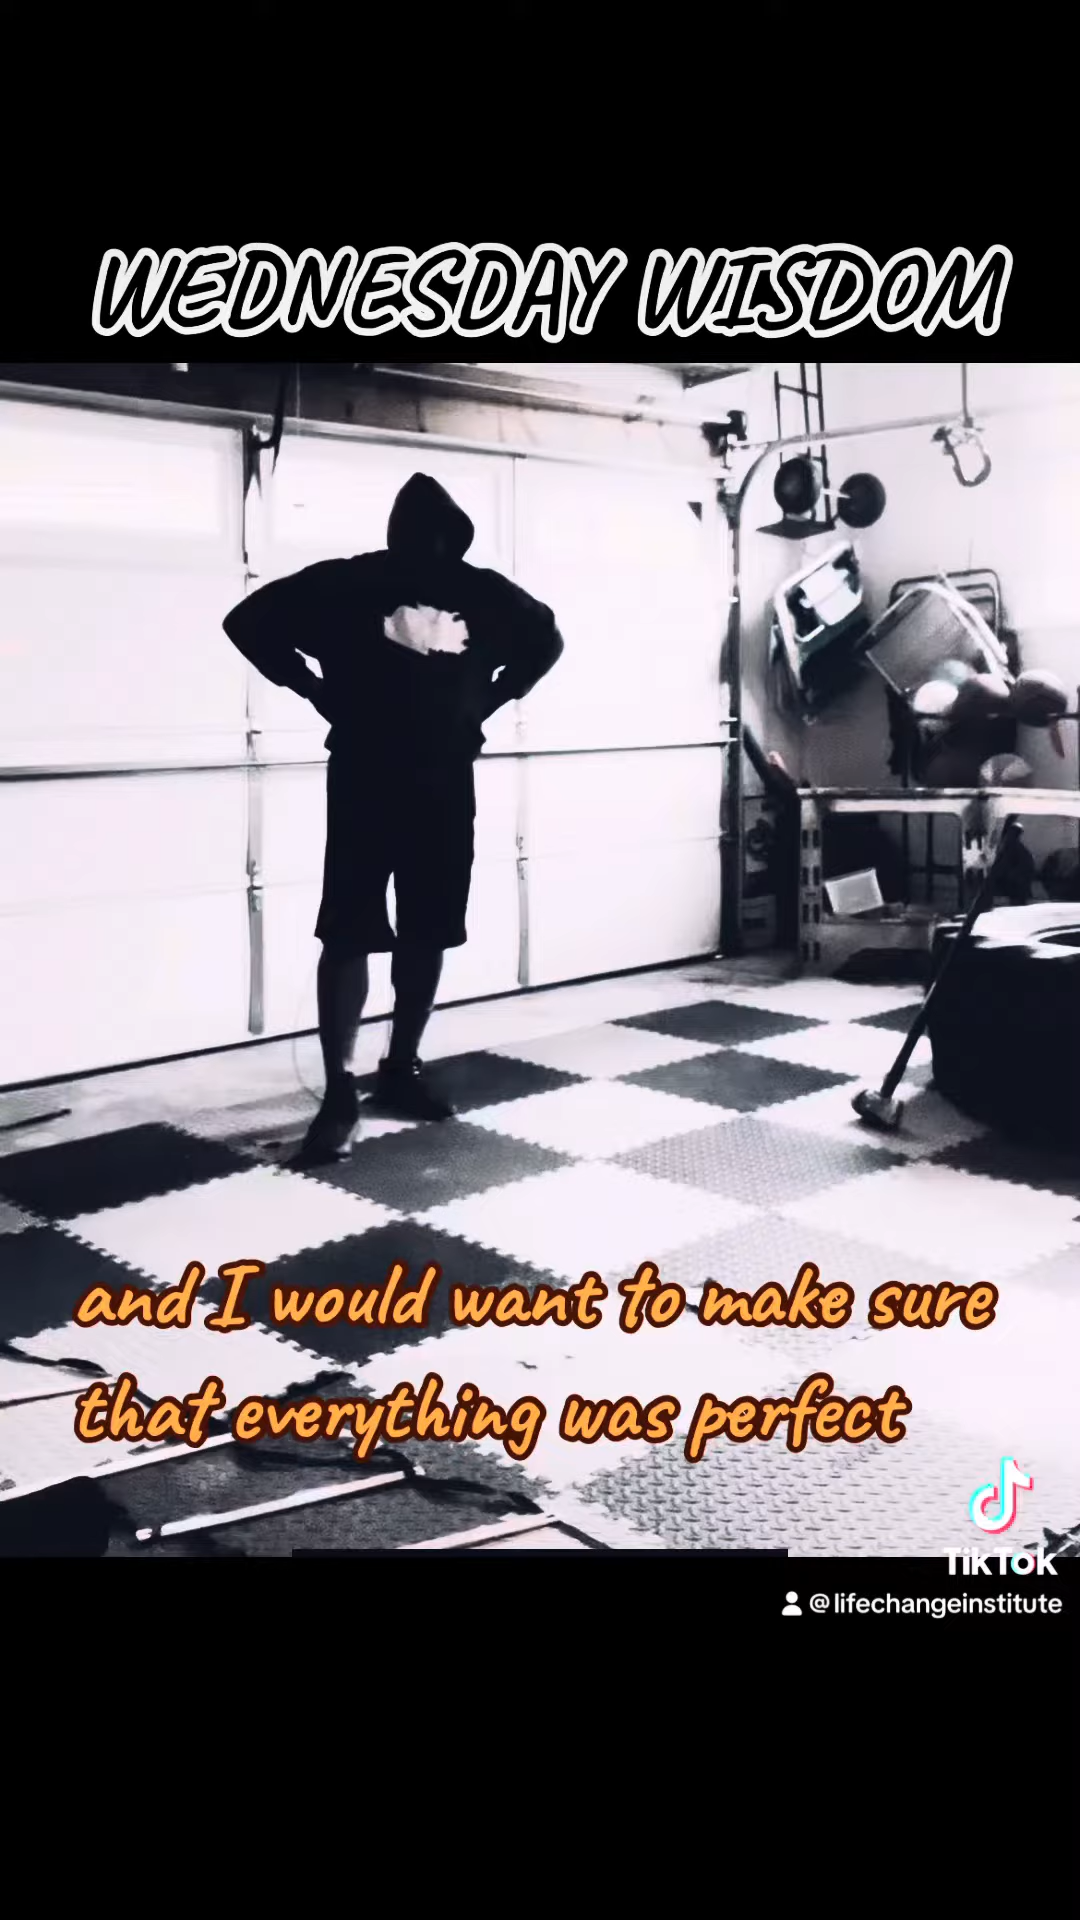 WEDNESDAY WISDOM
and I would want to make sure
that everything was perfect
TikTok
@lifechangeinstitute